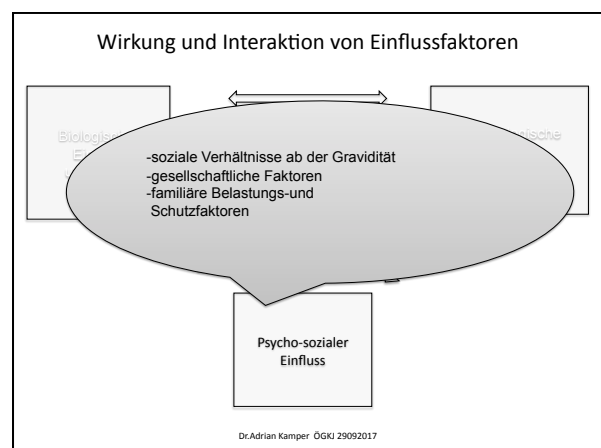 Wirkung und Interaktion von Einflussfaktoren
-soziale Verhältnisse ab der Gravidität
-gesellschaftliche Faktoren
-familiäre Belastungs-und
Schutzfaktoren
Psycho-sozialer
Einfluss
Dr.Adrian Kamper ÖGKJ 29092017